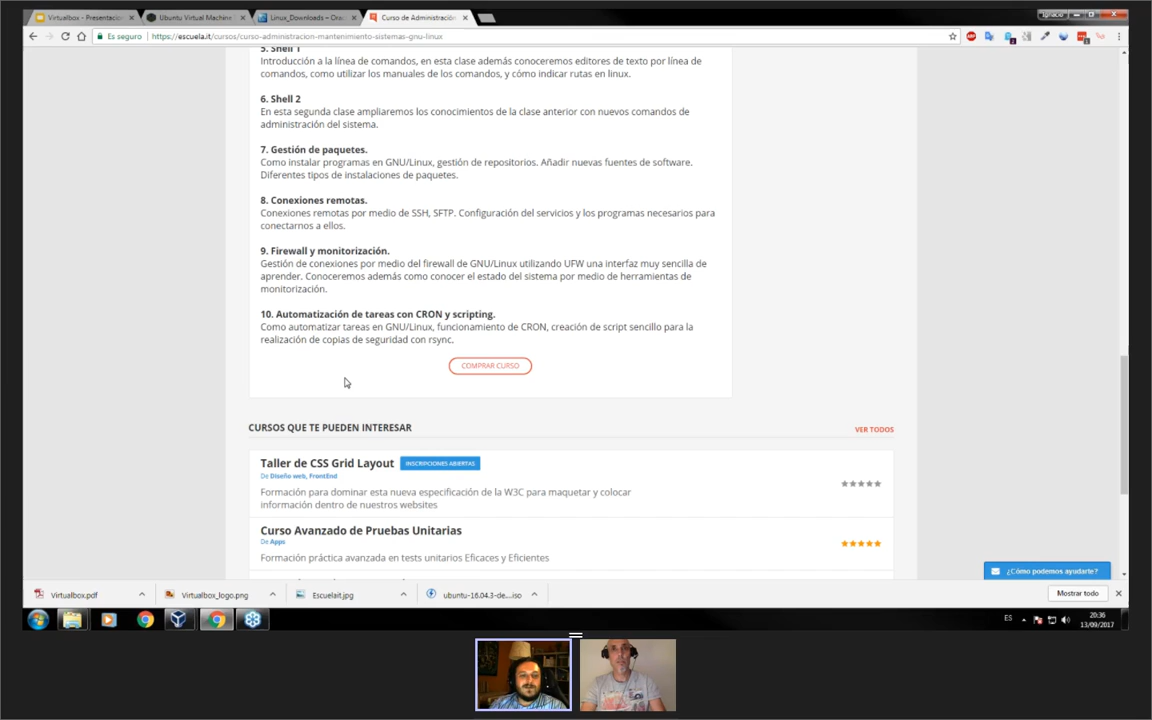 Virtualbox - Presentacio
Ubuntu Virtual Machine
Linux_Downloads – Orac
Curso de Administración
Ignacio
Es seguro
https://escuela.it/cursos/curso-administracion-mantenimiento-sistemas-gnu-linux
5. Shell 1
Introducción a la línea de comandos, en esta clase además conoceremos editores de texto por línea de
comandos, como utilizar los manuales de los comandos, y cómo indicar rutas en linux.
6. Shell 2
En esta segunda clase ampliaremos los conocimientos de la clase anterior con nuevos comandos de
administración del sistema.
7. Gestión de paquetes.
Como instalar programas en GNU/Linux, gestión de repositorios. Añadir nuevas fuentes de software.
Diferentes tipos de instalaciones de paquetes.
8. Conexiones remotas.
Conexiones remotas por medio de SSH, SFTP. Configuración del servicios y los programas necesarios para
conectarnos a ellos.
9. Firewall y monitorización.
Gestión de conexiones por medio del firewall de GNU/Linux utilizando UFW una interfaz muy sencilla de
aprender. Conoceremos además como conocer el estado del sistema por medio de herramientas de
monitorización.
10. Automatización de tareas con CRON y scripting.
Como automatizar tareas en GNU/Linux, funcionamiento de CRON, creación de script sencillo para la
realización de copias de seguridad con rsync.
COMPRAR CURSO
CURSOS QUE TE PUEDEN INTERESAR
VER TODOS
Taller de CSS Grid Layout
INSCRIPCIONES ABIERTAS
De Diseño web, FrontEnd
Formación para dominar esta nueva especificación de la W3C para maquetar y colocar
información dentro de nuestros websites
Curso Avanzado de Pruebas Unitarias
De Apps
Formación práctica avanzada en tests unitarios Eficaces y Eficientes
¿Cómo podemos ayudarte?
Virtualbox.pdf
Virtualbox_logo.png
Escuelait.jpg
ubuntu-16.04.3-de....iso
Mostrar todo
ES
20:36
13/09/2017